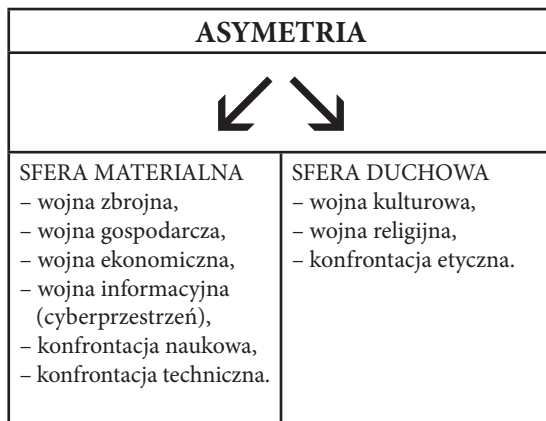 ASYMETRIA
SFERA MATERIALNA
– wojna zbrojna,
– wojna gospodarcza,
– wojna ekonomiczna,
– wojna informacyjna
(cyberprzestrzeń),
– konfrontacja naukowa,
– konfrontacja techniczna.
SFERA DUCHOWA
– wojna kulturowa,
– wojna religijna,
– konfrontacja etyczna.